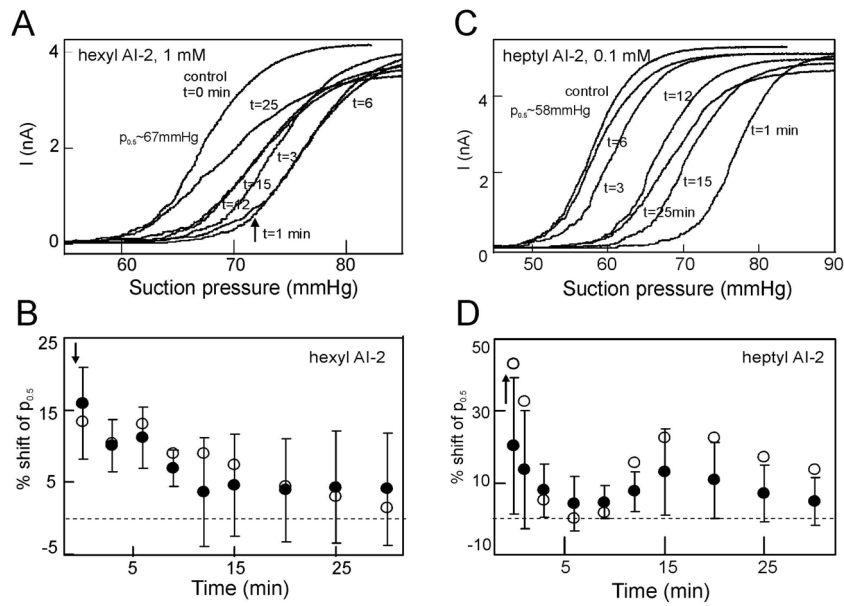 A
hexyl AI-2, 1 mM
control
t=0 min
t=25
t=6
p0.5~67mmHg
t=3
t=15
t=12
t=1 min
I (nA)
4
2
0
60
70
80
Suction pressure (mmHg)
C
heptyl AI-2, 0.1 mM
control
p0.5~58mmHg
t=12
t=1 min
t=6
t=3
t=15
t=25min
I (nA)
4
2
0
50
60
70
80
90
Suction pressure (mmHg)
B
hexyl AI-2
% shift of p0.5
25
15
5
-5
5
15
25
Time (min)
D
heptyl AI-2
% shift of p0.5
50
30
10
-10
5
15
25
Time (min)